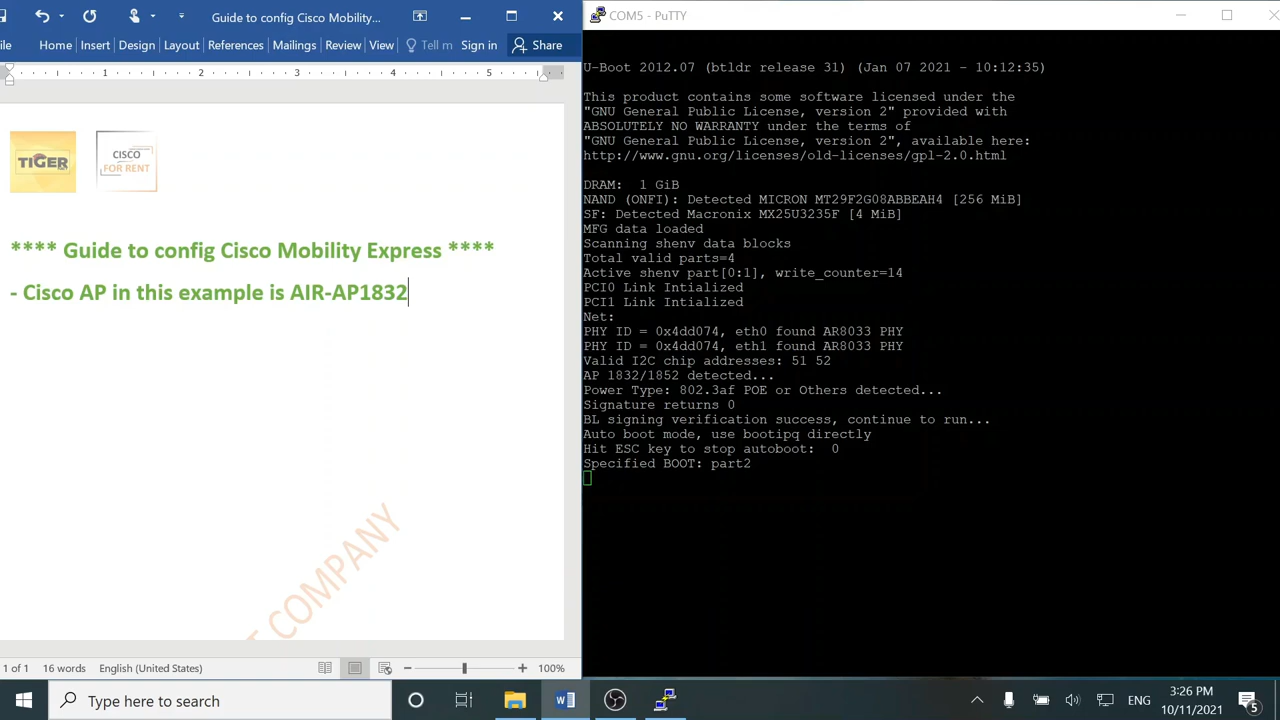 Guide to config Cisco Mobility...
COM5 - PuTTY
ile Home Insert Design Layout References Mailings Review View Tell m Sign in Share
1 2 3 4 5
TIGER
CISCO
FOR RENT
**** Guide to config Cisco Mobility Express ****
- Cisco AP in this example is AIR-AP1832
T COMPANY
1 of 1 16 words English (United States) 100%
U-Boot 2012.07 (btldr release 31) (Jan 07 2021 - 10:12:35)
This product contains some software licensed under the
"GNU General Public License, version 2" provided with
ABSOLUTELY NO WARRANTY under the terms of
"GNU General Public License, version 2", available here:
http://www.gnu.org/licenses/old-licenses/gpl-2.0.html
DRAM:  1 GiB
NAND (ONFI): Detected MICRON MT29F2G08ABBEAH4 [256 MiB]
SF: Detected Macronix MX25U3235F [4 MiB]
MFG data loaded
Scanning shenv data blocks
Total valid parts=4
Active shenv part[0:1], write_counter=14
PCI0 Link Intialized
PCI1 Link Intialized
Net:
PHY ID = 0x4dd074, eth0 found AR8033 PHY
PHY ID = 0x4dd074, eth1 found AR8033 PHY
Valid I2C chip addresses: 51 52
AP 1832/1852 detected...
Power Type: 802.3af POE or Others detected...
Signature returns 0
BL signing verification success, continue to run...
Auto boot mode, use bootipq directly
Hit ESC key to stop autoboot:  0
Specified BOOT: part2
Type here to search
ENG
3:26 PM
10/11/2021
5